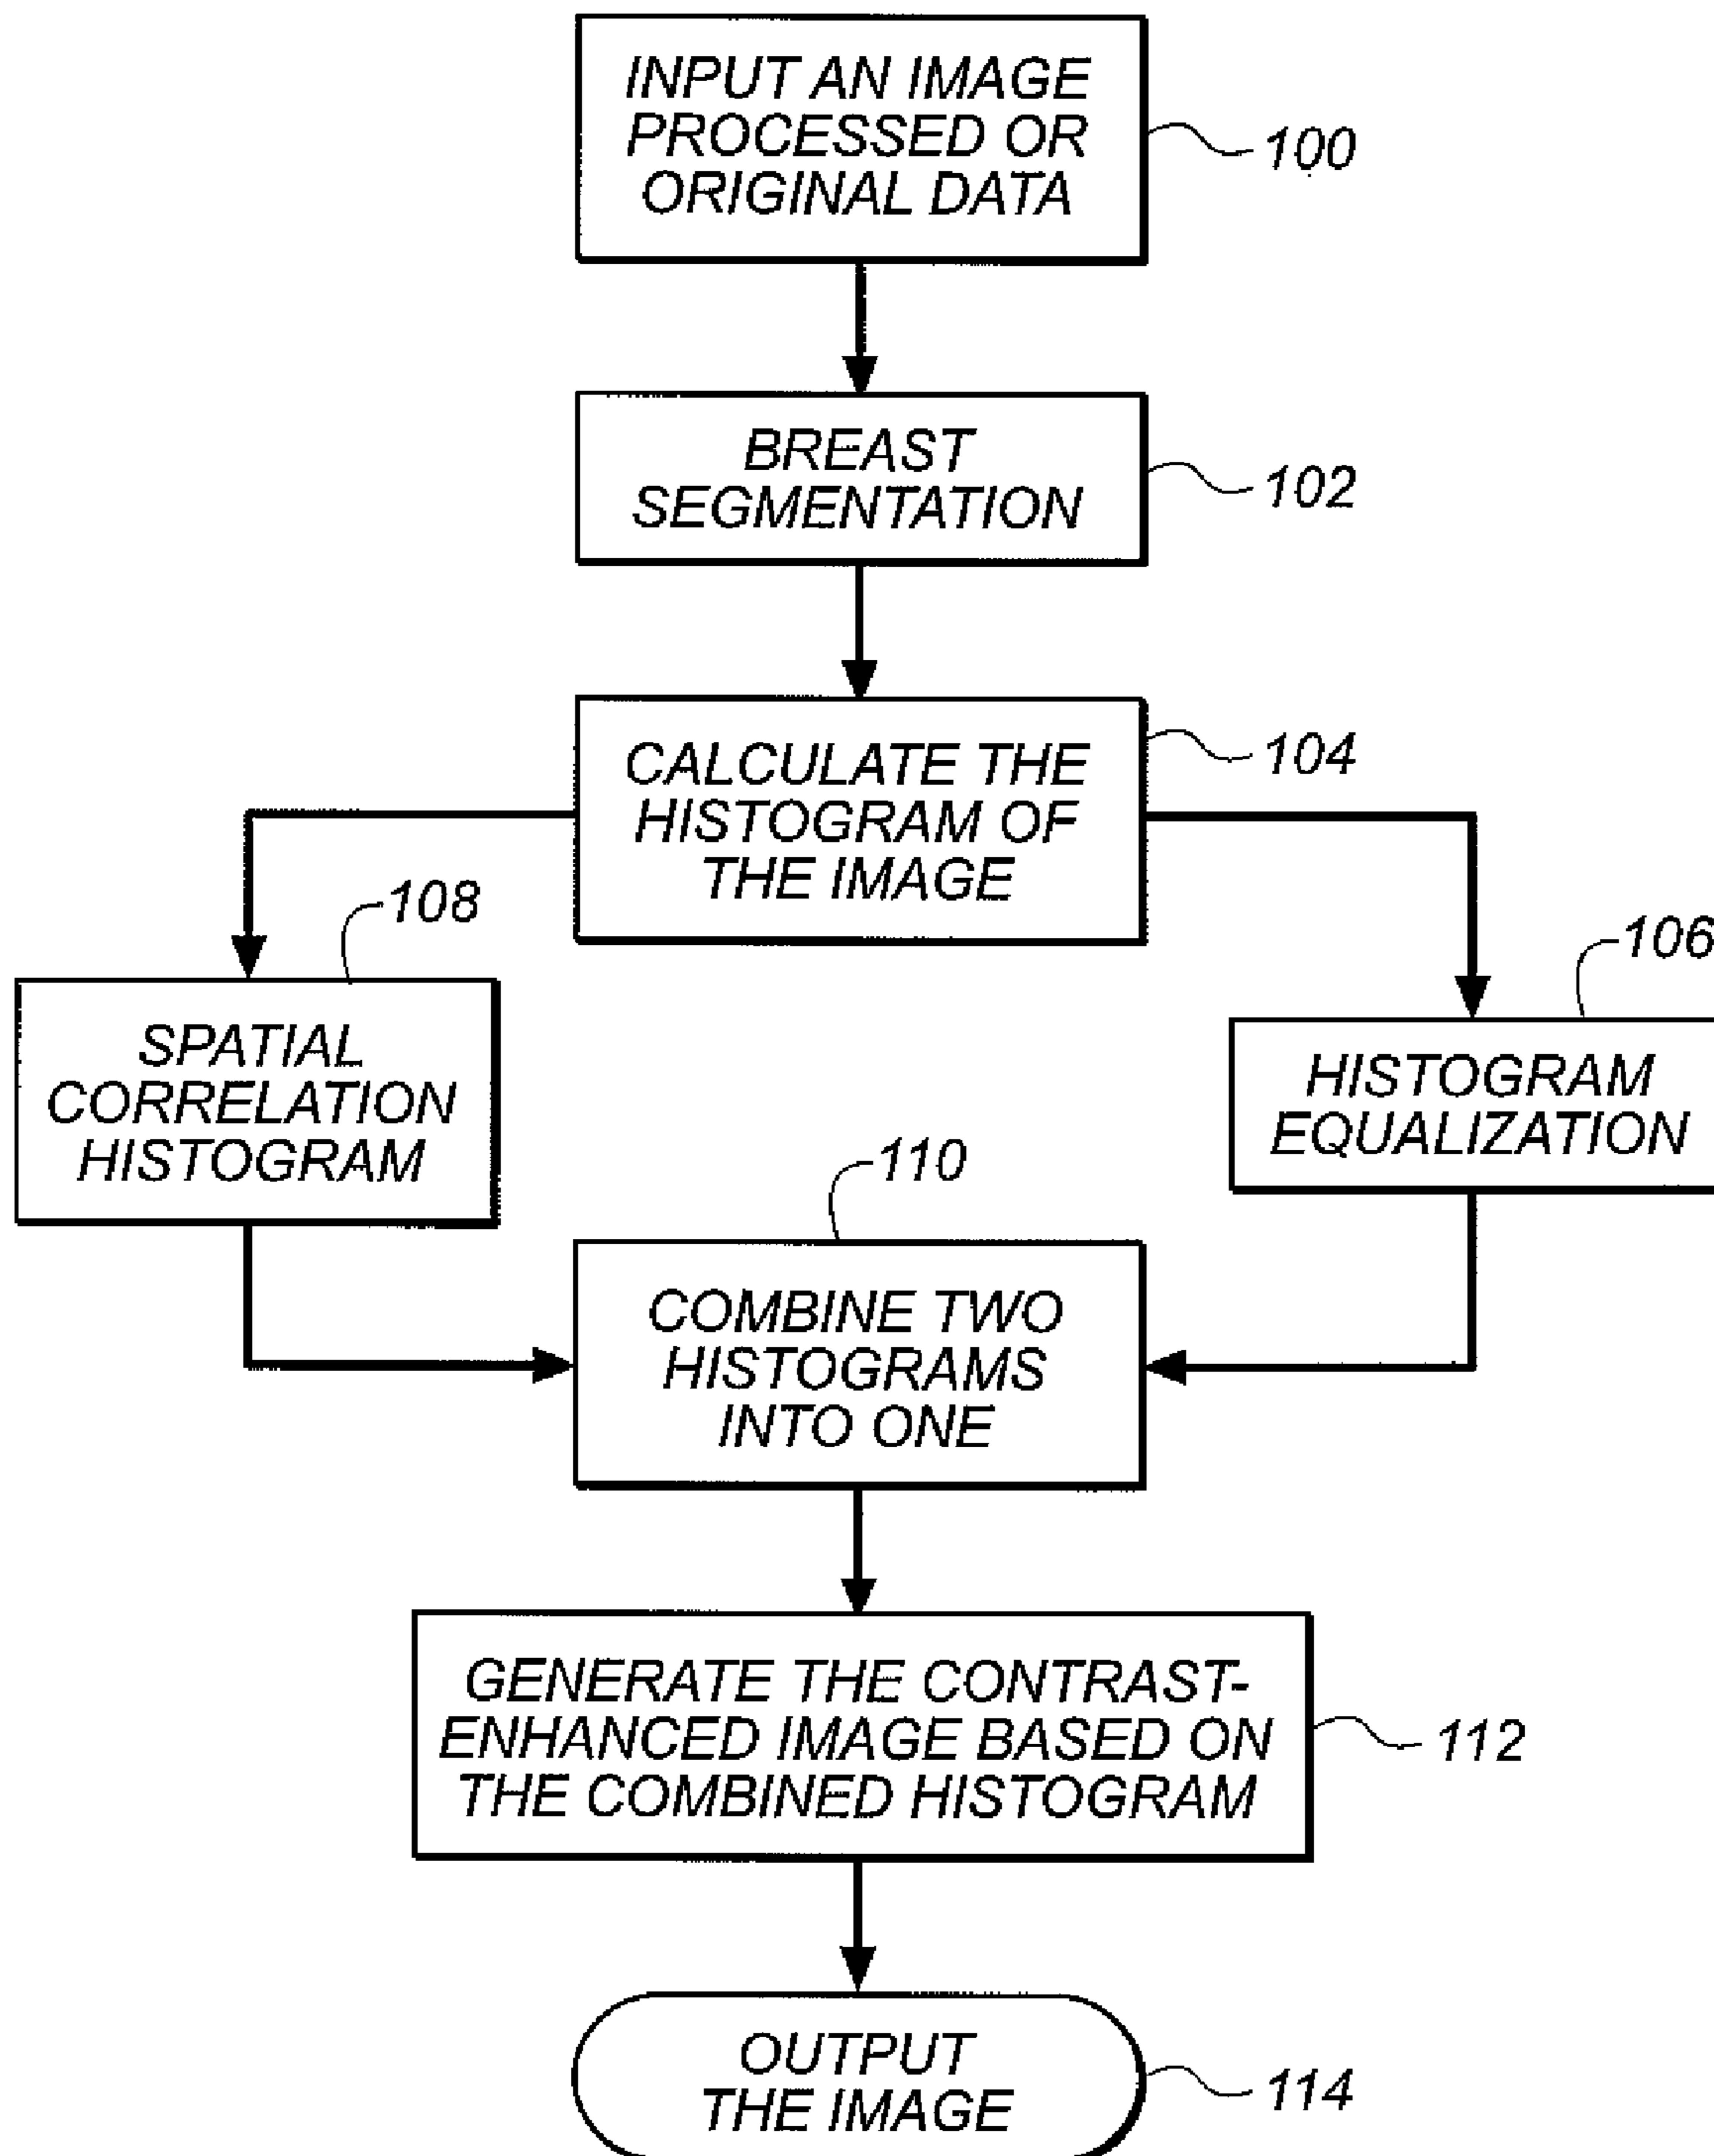 INPUT AN IMAGE
PROCESSED OR
ORIGINAL DATA
100
BREAST
SEGMENTATION
102
CALCULATE THE
HISTOGRAM OF
THE IMAGE
104
108
SPATIAL
CORRELATION
HISTOGRAM
106
HISTOGRAM
EQUALIZATION
110
COMBINE TWO
HISTOGRAMS
INTO ONE
GENERATE THE CONTRAST-
ENHANCED IMAGE BASED ON
THE COMBINED HISTOGRAM
112
OUTPUT
THE IMAGE
114